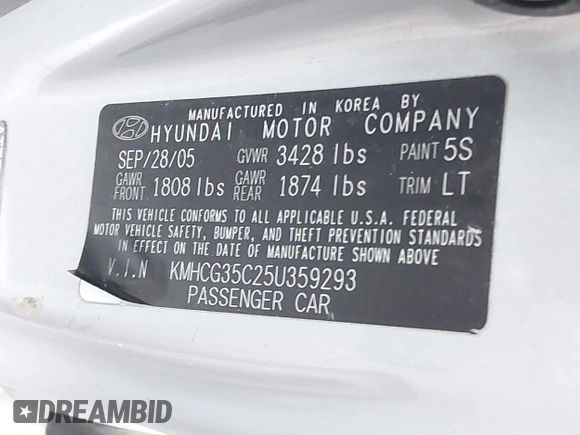 MANUFACTURED IN KOREA BY
HYUNDAI MOTOR COMPANY
SEP/28/05 GVWR 3428 lbs PAINT 5S
GAWR FRONT 1808 lbs GAWR REAR 1874 lbs TRIM LT
THIS VEHICLE CONFORMS TO ALL APPLICABLE U.S.A. FEDERAL
MOTOR VEHICLE SAFETY, BUMPER, AND THEFT PREVENTION STANDARDS
IN EFFECT ON THE DATE OF MANUFACTURE SHOWN ABOVE
V.I.N KMHCG35C25U359293
PASSENGER CAR
DREAMBID